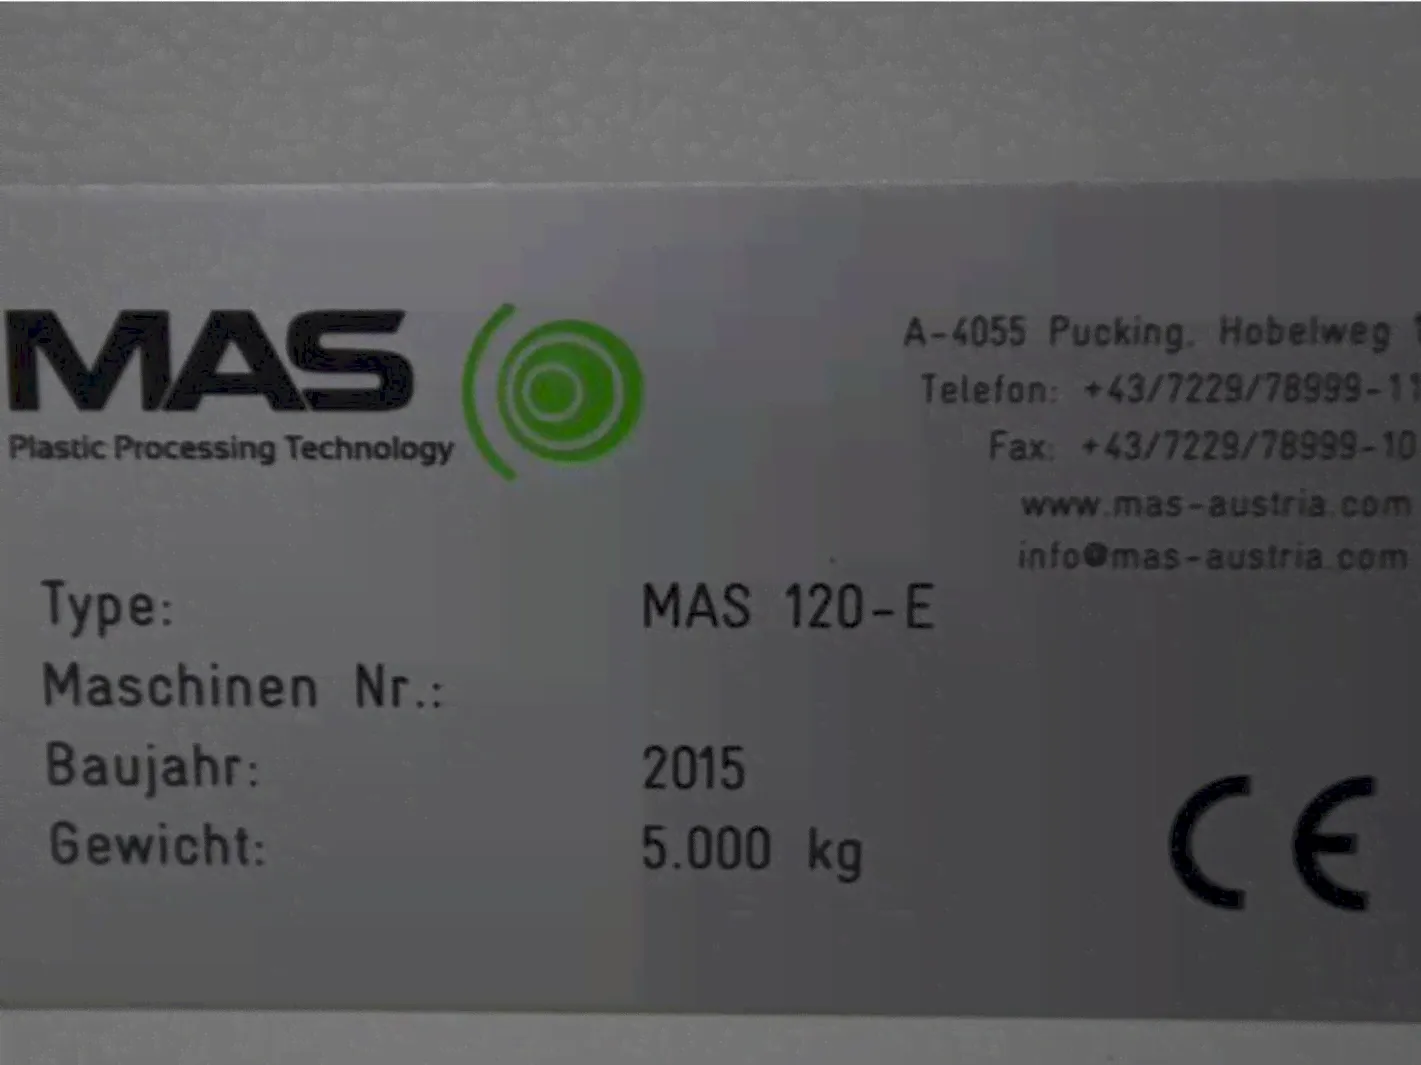 MAS
Plastic Processing Technology
A-4055 Pucking, Hobelweg
Telefon: +43/7229/78999-11
Fax: +43/7229/78999-10
www.mas-austria.com
info@mas-austria.com
Type: MAS 120-E
Maschinen Nr.:
Baujahr: 2015
Gewicht: 5.000 kg
CE